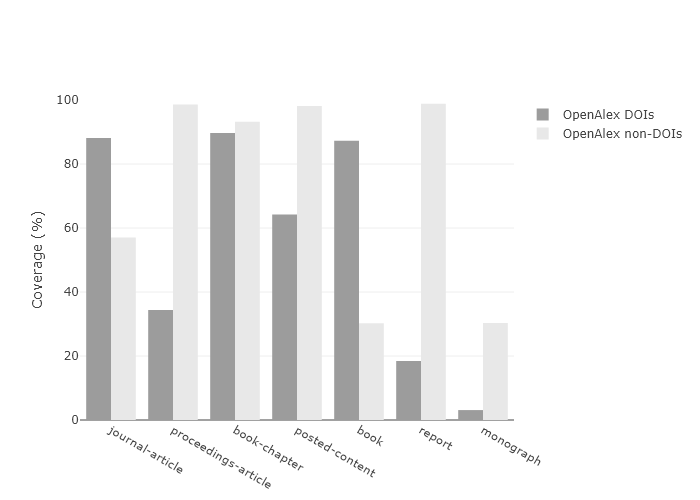 100
80
60
40
20
0
Coverage (%)
journal-article
proceedings-article
book-chapter
posted-content
book
report
monograph
OpenAlex DOIs
OpenAlex non-DOIs